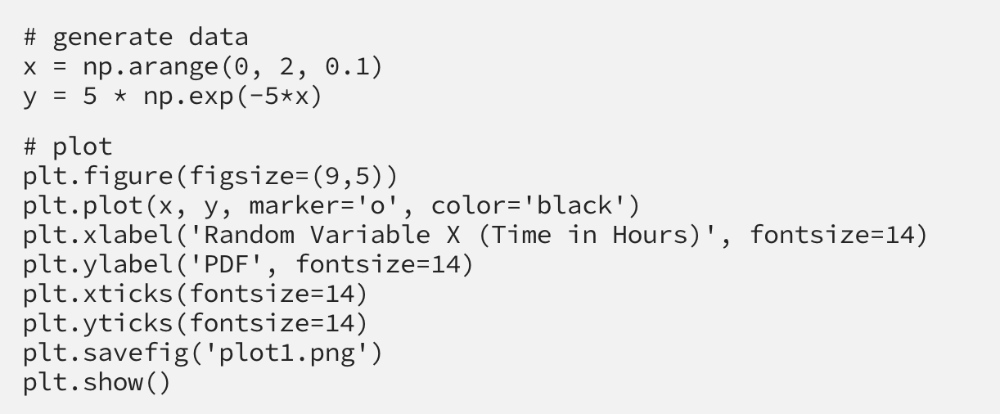 # generate data
x = np.arange(0, 2, 0.1)
y = 5 * np.exp(-5*x)
# plot
plt.figure(figsize=(9,5))
plt.plot(x, y, marker='o', color='black')
plt.xlabel('Random Variable X (Time in Hours)', fontsize=14)
plt.ylabel('PDF', fontsize=14)
plt.xticks(fontsize=14)
plt.yticks(fontsize=14)
plt.savefig('plot1.png')
plt.show()